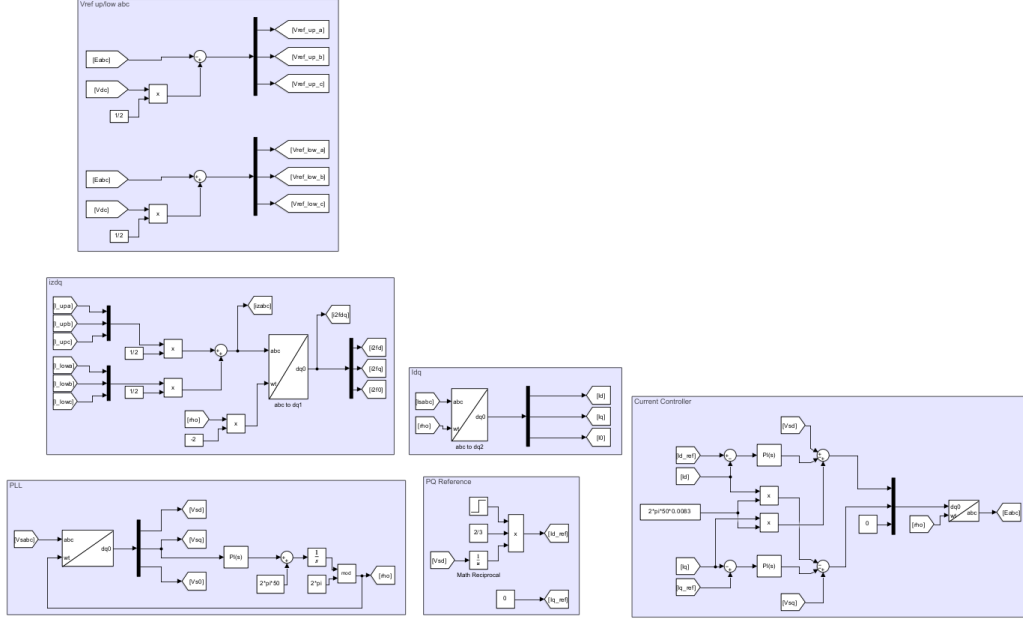 Vref up/low abc
[Vref_up_a]
[Eabc]
[Vref_up_b]
[Vdc]
x
[Vref_up_c]
1/2
[Vref_low_a]
[Eabc]
[Vref_low_b]
[Vdc]
x
[Vref_low_c]
1/2
izdq
[I_upa]
[izabc]
[I_upb]
[i2fdq]
[I_upc]
1/2
x
abc
dq0
wt
abc to dq1
[i2fd]
[i2fq]
[i2f0]
[I_lowa]
[I_lowb]
[I_lowc]
1/2
x
[rho]
-2
x
Idq
[Isabc]
abc
dq0
[rho]
wt
abc to dq2
[Id]
[Iq]
[I0]
Current Controller
[Vsd]
[Id_ref]
PI(s)
[Id]
x
2*pi*50*0.0083
x
0
dq0
abc
wt
[rho]
[Eabc]
[Iq]
PI(s)
[Iq_ref]
[Vsq]
PLL
[Vsabc]
abc
dq0
wt
[Vsd]
[Vsq]
[Vs0]
PI(s)
2*pi*50
1
s
2*pi
mod
[rho]
PQ Reference
2/3
x
[Id_ref]
[Vsd]
1
u
Math Reciprocal
0
[Iq_ref]